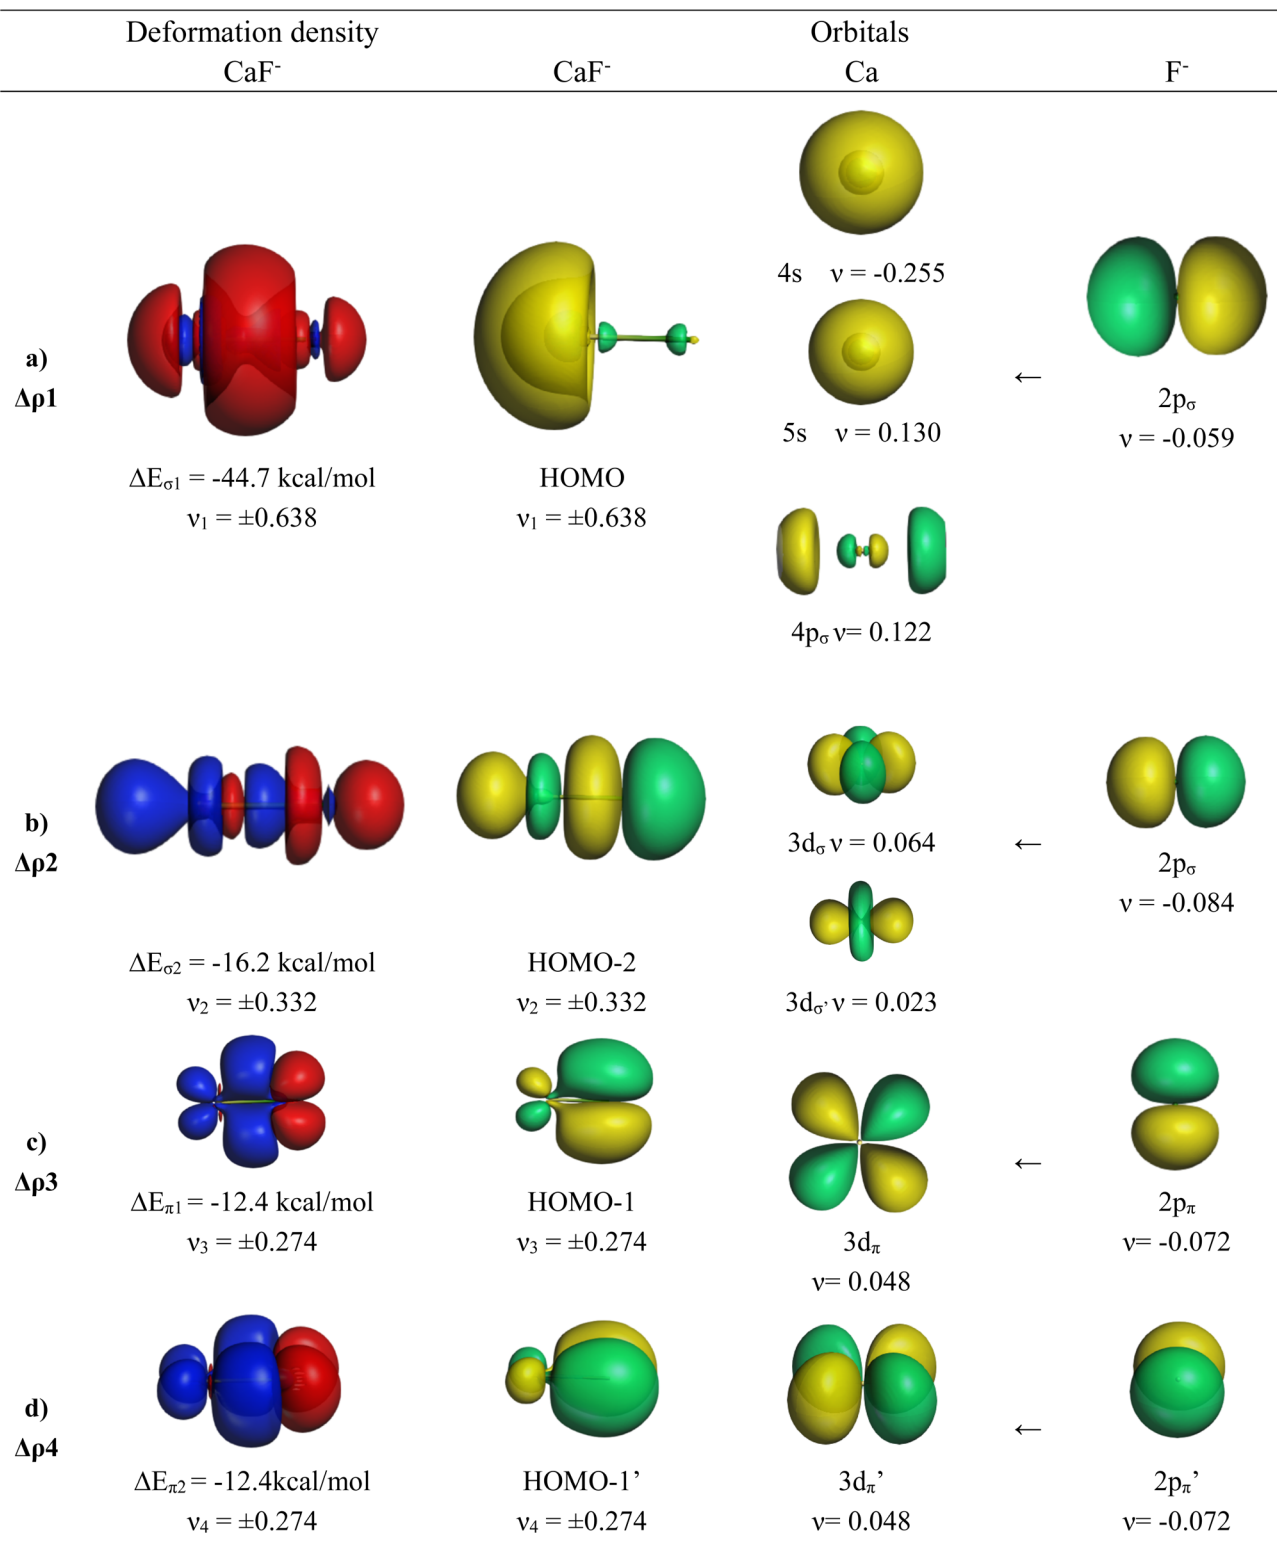 Deformation density Orbitals
CaF⁻ CaF⁻ Ca F⁻
4s ν = -0.255
a)
Δρ1
5s ν = 0.130
←
2pσ
ν = -0.059
ΔEσ1 = -44.7 kcal/mol
ν₁ = ±0.638
HOMO
ν₁ = ±0.638
4pσ ν= 0.122
b)
Δρ2
3dσ ν = 0.064
←
2pσ
ν = -0.084
ΔEσ2 = -16.2 kcal/mol
ν₂ = ±0.332
HOMO-2
ν₂ = ±0.332
3dσ’ ν = 0.023
c)
Δρ3
←
ΔEπ1 = -12.4 kcal/mol
ν₃ = ±0.274
HOMO-1
ν₃ = ±0.274
3dπ
ν= 0.048
2pπ
ν= -0.072
d)
Δρ4
←
ΔEπ2 = -12.4kcal/mol
ν₄ = ±0.274
HOMO-1’
ν₄ = ±0.274
3dπ’
ν= 0.048
2pπ’
ν= -0.072